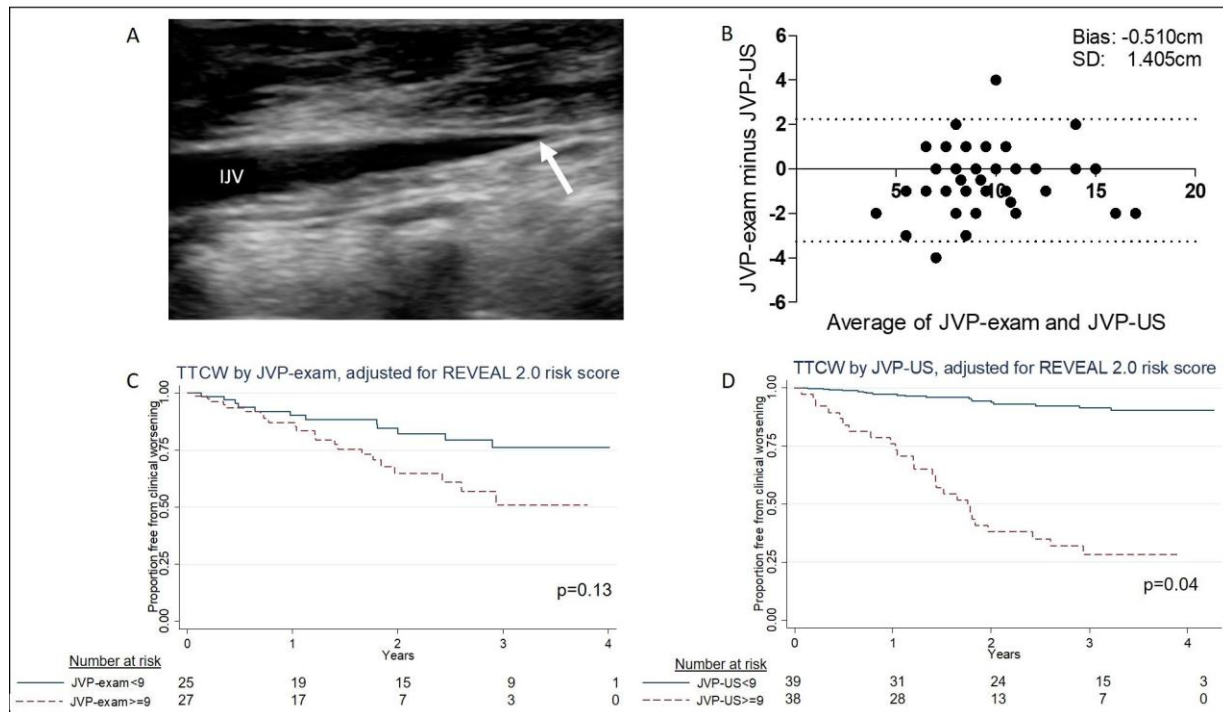 A
IJV
B
Bias: -0.510cm
SD: 1.405cm
JVP-exam minus JVP-US
6
4
2
0
-2
-4
-6
5 10 15 20
Average of JVP-exam and JVP-US
C
TTCW by JVP-exam, adjusted for REVEAL 2.0 risk score
Proportion free from clinical worsening
1.00
0.75
0.50
0.25
0.00
p=0.13
0 1 2 3 4
Years
Number at risk
JVP-exam<9 25 19 15 9 1
JVP-exam>=9 27 17 7 3 0
D
TTCW by JVP-US, adjusted for REVEAL 2.0 risk score
Proportion free from clinical worsening
1.00
0.75
0.50
0.25
0.00
p=0.04
0 1 2 3 4
Years
Number at risk
JVP-US<9 39 31 24 15 3
JVP-US>=9 38 28 13 7 0